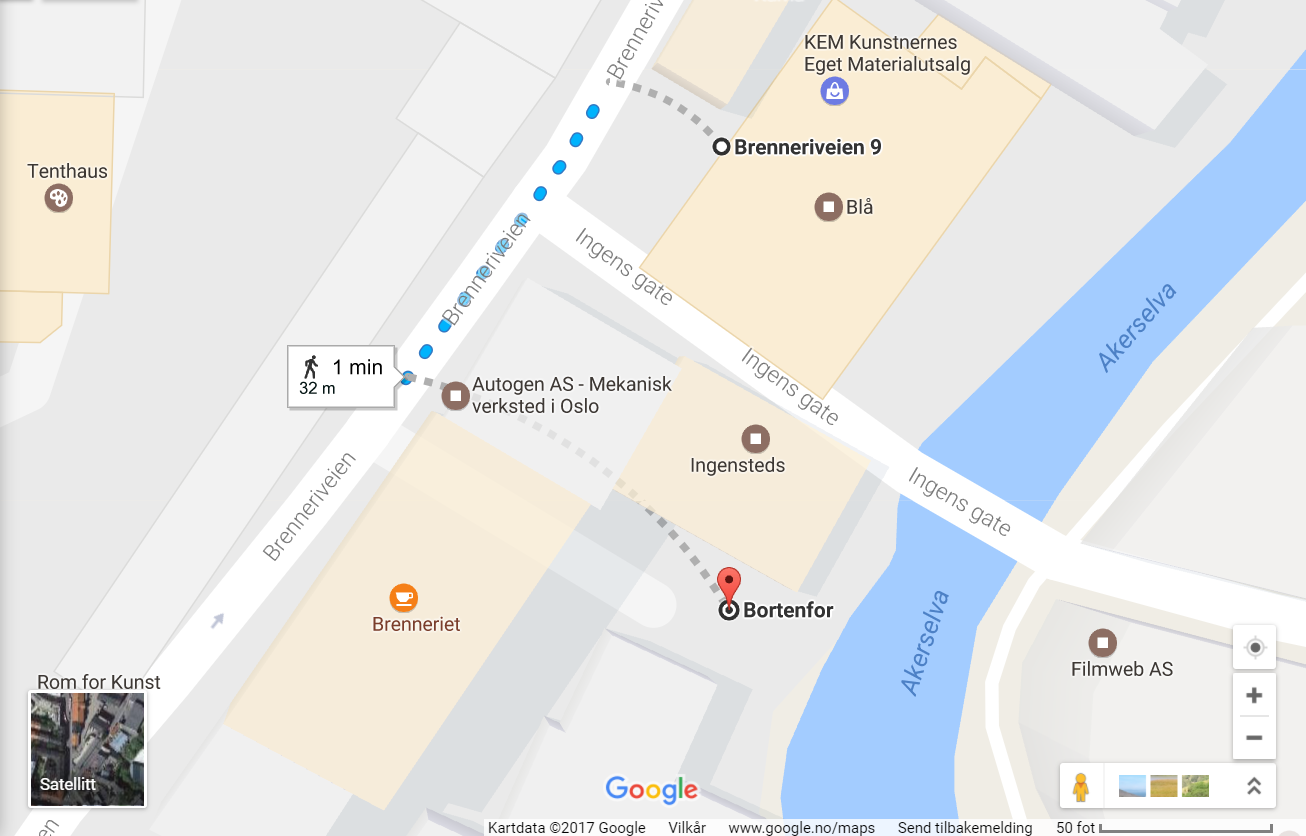 Brenneriv
KEM Kunstnernes
Eget Materialutsalg
Brenneriveien 9
Tenthaus
Blå
Brenneriveien
Ingens gate
Akerselva
1 min
32 m
Ingens gate
Autogen AS - Mekanisk
verksted i Oslo
Ingensteds
Brenneriveien
Ingens gate
Bortenfor
Brenneriet
Akerselva
Filmweb AS
Rom for Kunst
Satellitt
Google
en
Kartdata ©2017 Google Vilkår www.google.no/maps Send tilbakemelding 50 fot